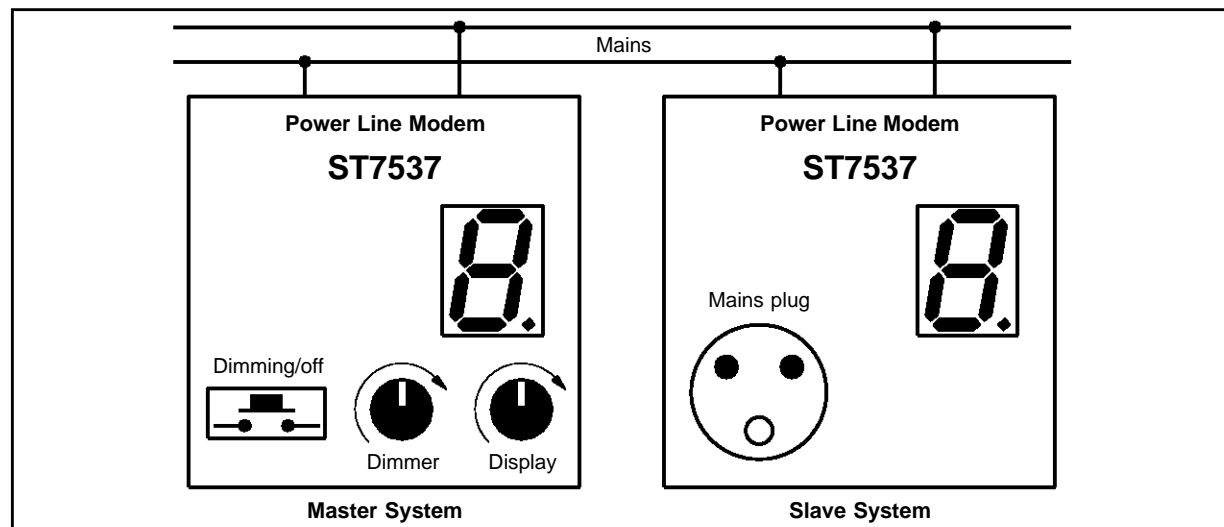 Mains
Power Line Modem
ST7537
Dimming/off
Dimmer
Display
Master System
Power Line Modem
ST7537
Mains plug
Slave System